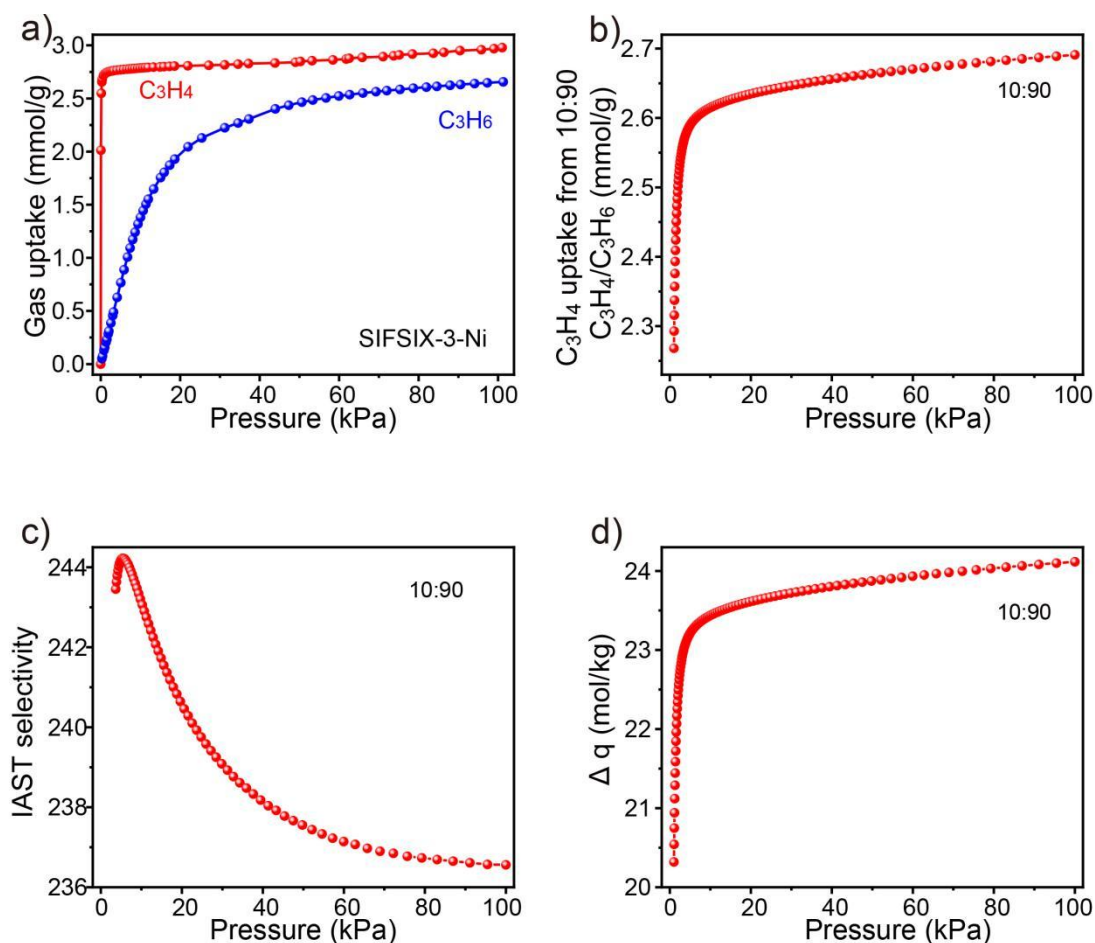 a)
Gas uptake (mmol/g)
3.0
2.5
2.0
1.5
1.0
0.5
0.0
C₃H₄
C₃H₆
SIFSIX-3-Ni
0 20 40 60 80 100
Pressure (kPa)
b)
C₃H₄ uptake from 10:90
C₃H₄/C₃H₆ (mmol/g)
2.7
2.6
2.5
2.4
2.3
10:90
0 20 40 60 80 100
Pressure (kPa)
c)
IAST selectivity
244
242
240
238
236
10:90
0 20 40 60 80 100
Pressure (kPa)
d)
Δ q (mol/kg)
24
23
22
21
20
10:90
0 20 40 60 80 100
Pressure (kPa)